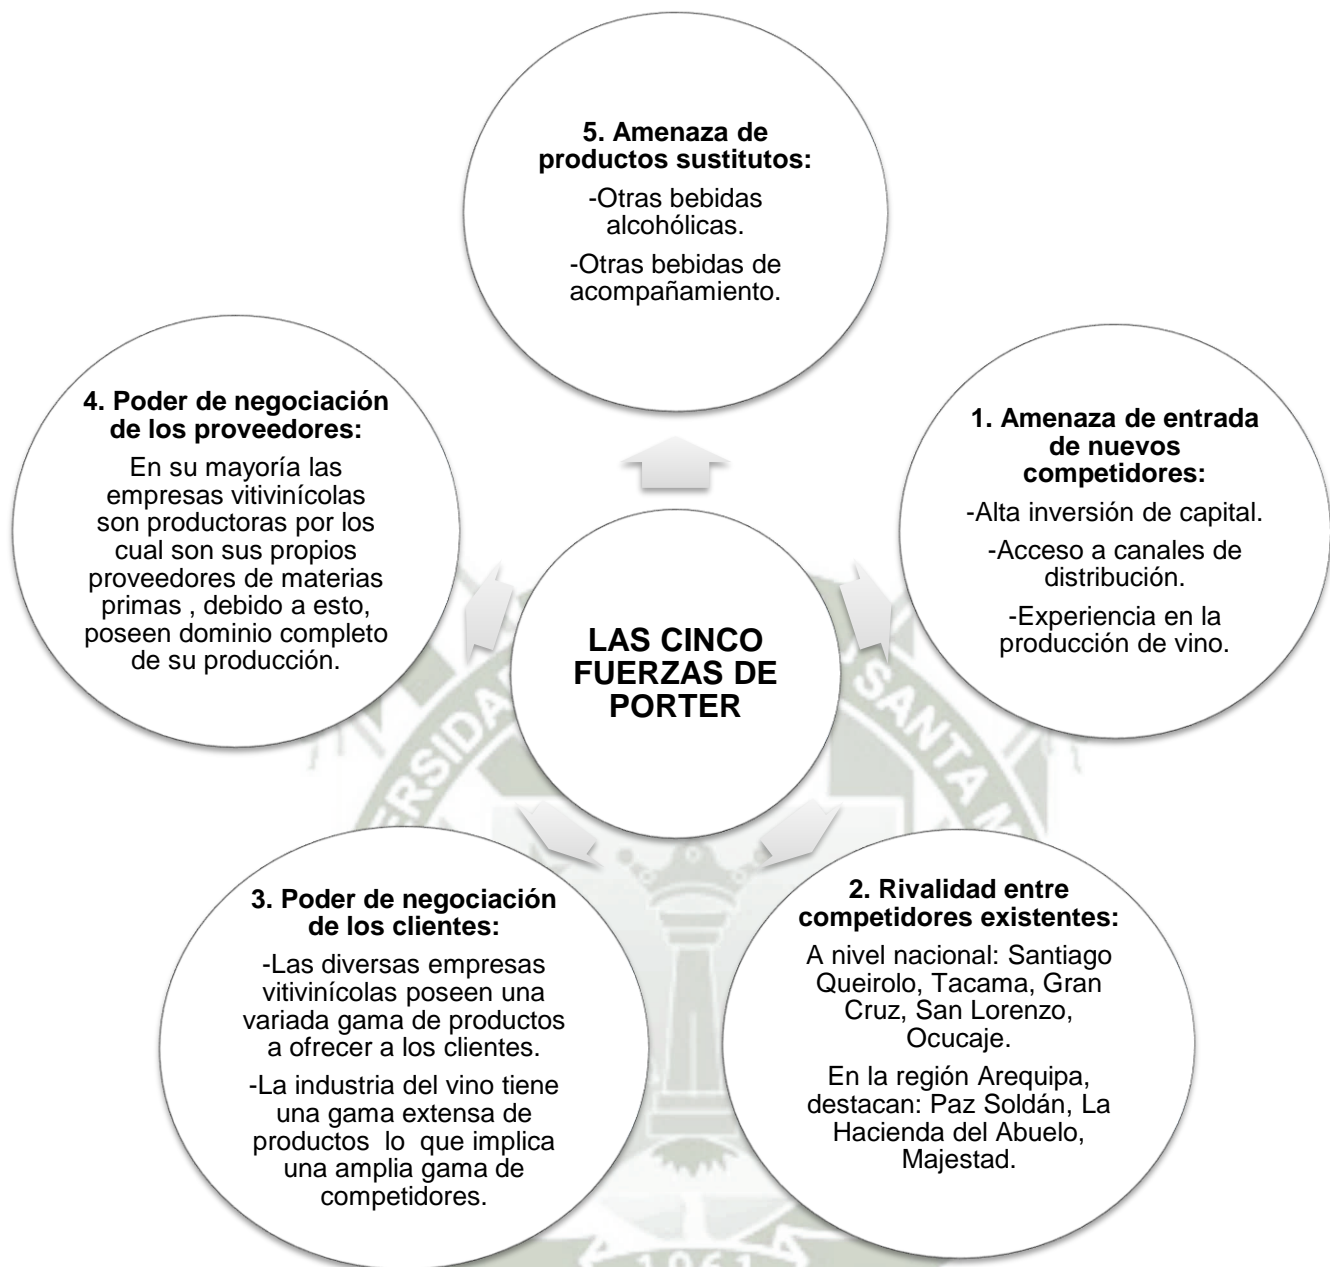 5. Amenaza de
productos sustitutos:
-Otras bebidas
alcohólicas.
-Otras bebidas de
acompañamiento.
4. Poder de negociación
de los proveedores:
En su mayoría las
empresas vitivinícolas
son productoras por los
cual son sus propios
proveedores de materias
primas , debido a esto,
poseen dominio completo
de su producción.
1. Amenaza de entrada
de nuevos
competidores:
-Alta inversión de capital.
-Acceso a canales de
distribución.
-Experiencia en la
producción de vino.
LAS CINCO
FUERZAS DE
PORTER
3. Poder de negociación
de los clientes:
-Las diversas empresas
vitivinícolas poseen una
variada gama de productos
a ofrecer a los clientes.
-La industria del vino tiene
una gama extensa de
productos lo que implica
una amplia gama de
competidores.
2. Rivalidad entre
competidores existentes:
A nivel nacional: Santiago
Queirolo, Tacama, Gran
Cruz, San Lorenzo,
Ocucaje.
En la región Arequipa,
destacan: Paz Soldán, La
Hacienda del Abuelo,
Majestad.
SANTA
1961